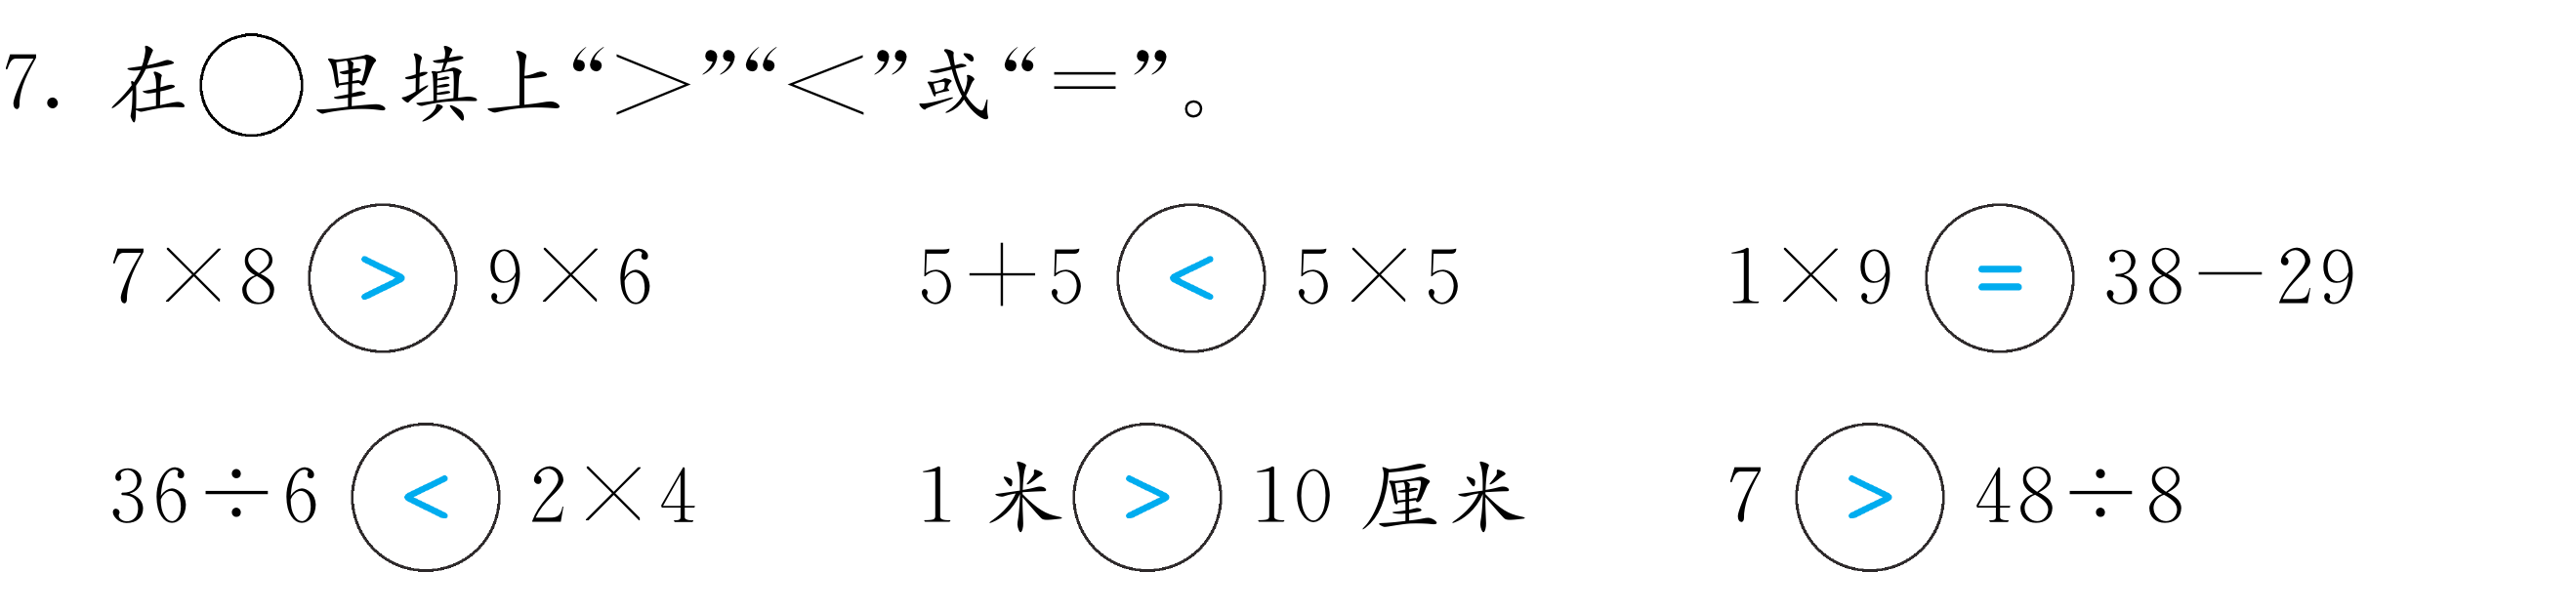 7. 在○里填上“＞”“＜”或“＝”。
7×8 > 9×6 5+5 < 5×5 1×9 = 38−29
36÷6 < 2×4 1 米 > 10 厘米 7 > 48÷8